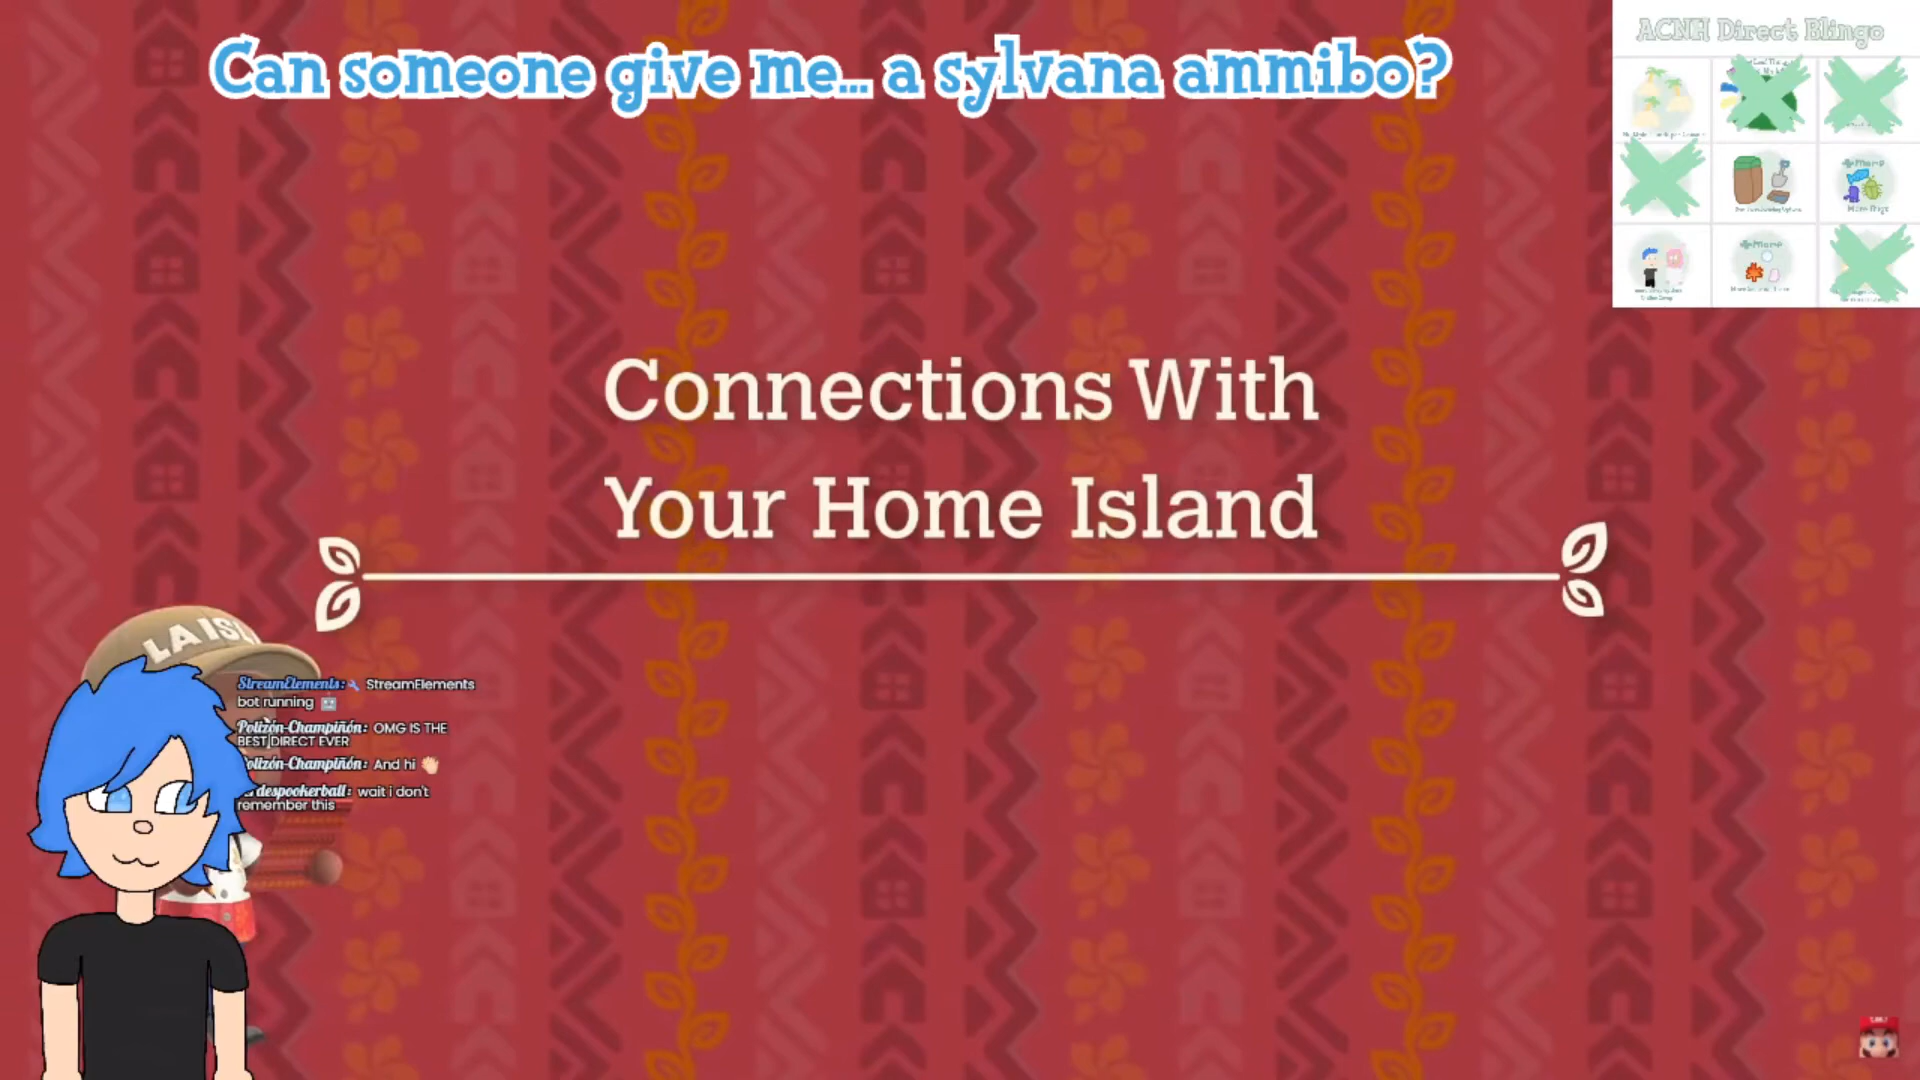 Can someone give me... a sylvana ammibo?
ACNH Direct Blingo
Connections With
Your Home Island
LA ISL
StreamElements: StreamElements
bot running
Polizón-Champiñón: OMG IS THE
BEST DIRECT EVER
olizón-Champiñón: And hi
despookerball: wait i don't
remember this